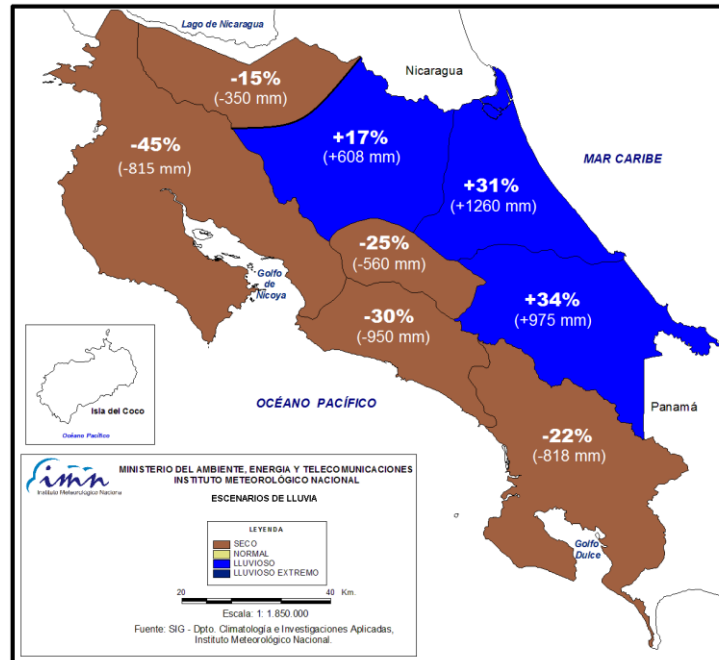 Lago de Nicaragua
Nicaragua
-15%
(-350 mm)
-45%
(-815 mm)
+17%
(+608 mm)
MAR CARIBE
+31%
(+1260 mm)
-25%
(-560 mm)
Golfo
de
Nicoya
-30%
(-950 mm)
+34%
(+975 mm)
Isla del Coco
Océano Pacífico
OCÉANO PACÍFICO
Panamá
-22%
(-818 mm)
Golfo
Dulce
imn
Instituto Meteorológico Nacional
MINISTERIO DEL AMBIENTE, ENERGIA Y TELECOMUNICACIONES
INSTITUTO METEOROLÓGICO NACIONAL
ESCENARIOS DE LLUVIA
LEYENDA
SECO
NORMAL
LLUVIOSO
LLUVIOSO EXTREMO
20 40 Km.
Escala: 1: 1.850.000
Fuente: SIG - Dpto. Climatología e Investigaciones Aplicadas,
Instituto Meteorológico Nacional.